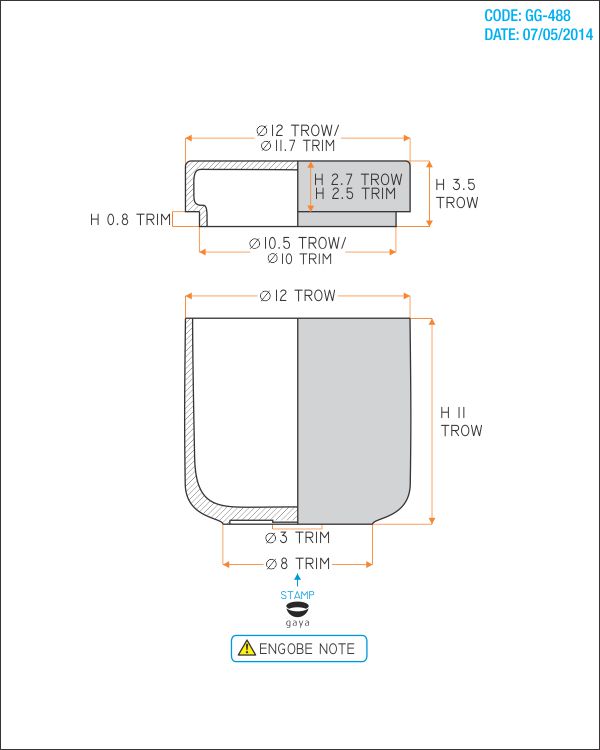 CODE: GG-488
DATE: 07/05/2014
Ø12 TROW/
Ø11.7 TRIM
H 2.7 TROW
H 2.5 TRIM
H 3.5
TROW
H 0.8 TRIM
Ø10.5 TROW/
Ø10 TRIM
Ø12 TROW
H 11
TROW
Ø3 TRIM
Ø8 TRIM
STAMP
gaya
ENGOBE NOTE